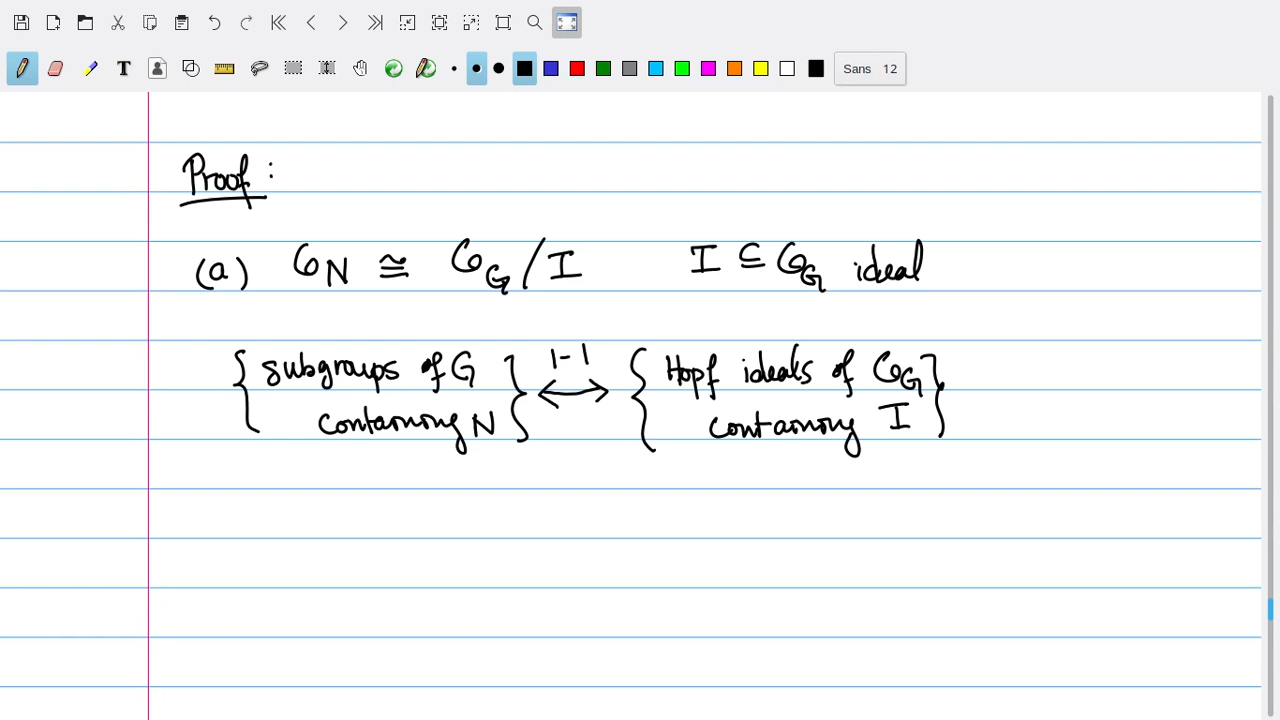 Sans 12
Proof :
(a) 𝒪_N ≅ 𝒪_G / I I ⊆ 𝒪_G ideal
{ subgroups of G } 1-1 { Hopf ideals of 𝒪_G }
containing N ⟷ containing I